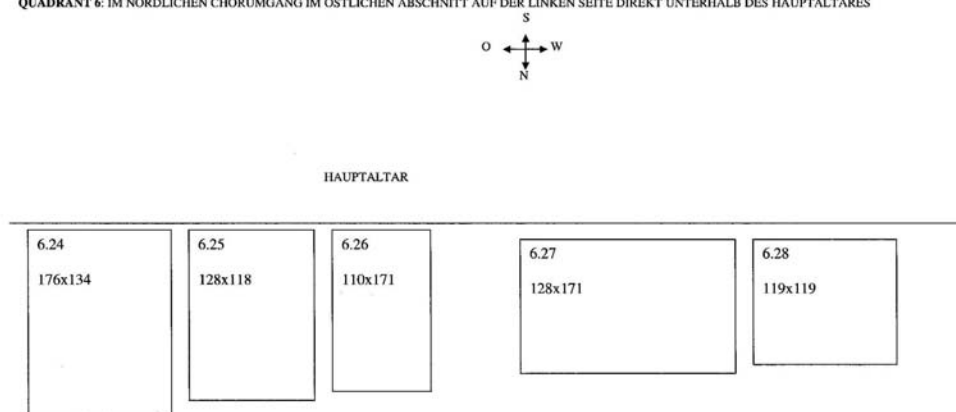 QUADRANT 6: IM NÖRDLICHEN CHORUMGANG IM ÖSTLICHEN ABSCHNITT AUF DER LINKEN SEITE DIREKT UNTERHALB DES HAUPTALTARES
S
O W
N
HAUPTALTAR
6.24 6.25 6.26 6.27 6.28
176x134 128x118 110x171 128x171 119x119